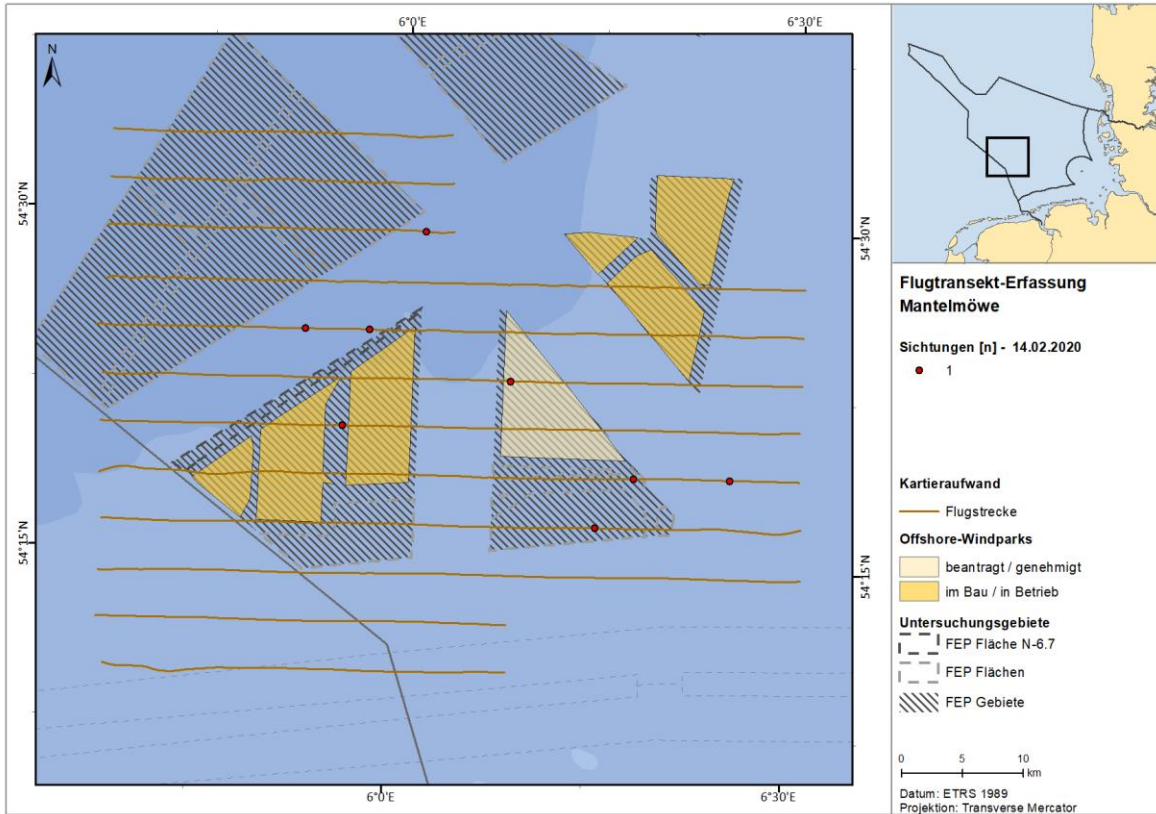 6°0'E
6°30'E
N
54°30'N
54°30'N
54°15'N
54°15'N
6°0'E
6°30'E
Flugtransekt-Erfassung
Mantelmöwe
Sichtungen [n] - 14.02.2020
1
Kartieraufwand
Flugstrecke
Offshore-Windparks
beantragt / genehmigt
im Bau / in Betrieb
Untersuchungsgebiete
FEP Fläche N-6.7
FEP Flächen
FEP Gebiete
0 5 10
km
Datum: ETRS 1989
Projektion: Transverse Mercator